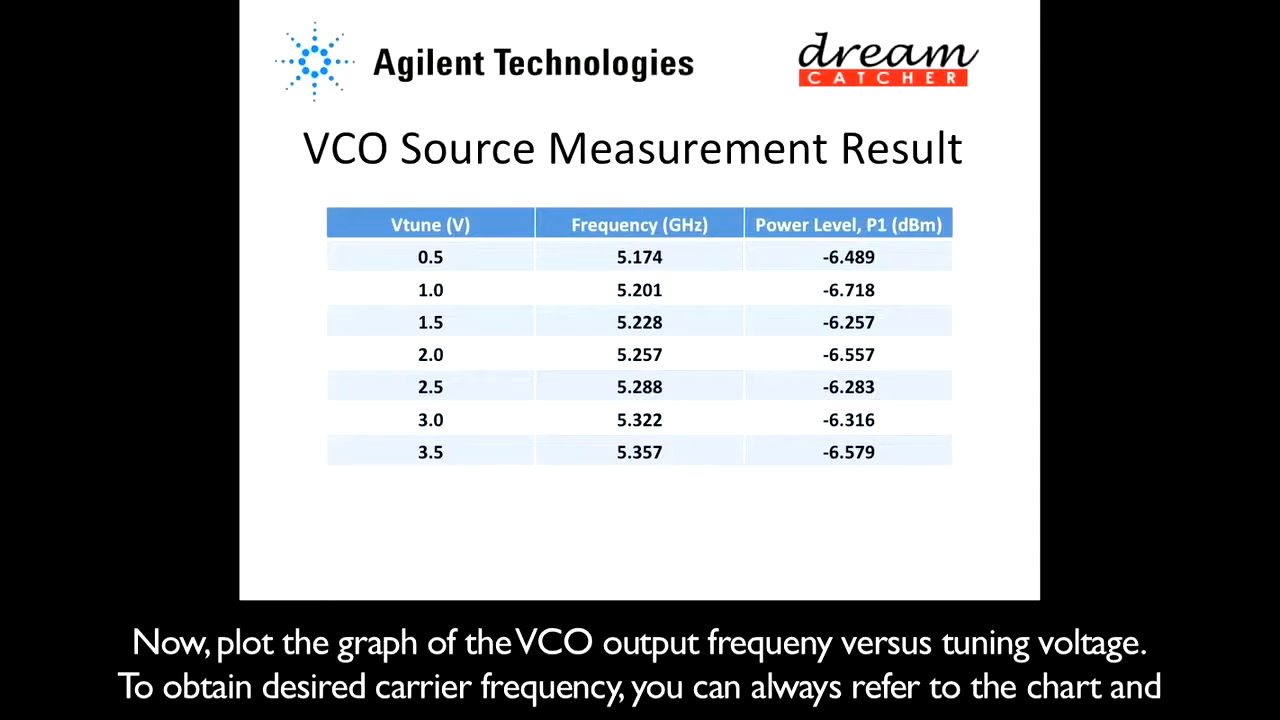 Agilent Technologies
dream
CATCHER
VCO Source Measurement Result
Vtune (V) Frequency (GHz) Power Level, P1 (dBm)
0.5 5.174 -6.489
1.0 5.201 -6.718
1.5 5.228 -6.257
2.0 5.257 -6.557
2.5 5.288 -6.283
3.0 5.322 -6.316
3.5 5.357 -6.579
Now, plot the graph of the VCO output frequeny versus tuning voltage.
To obtain desired carrier frequency, you can always refer to the chart and